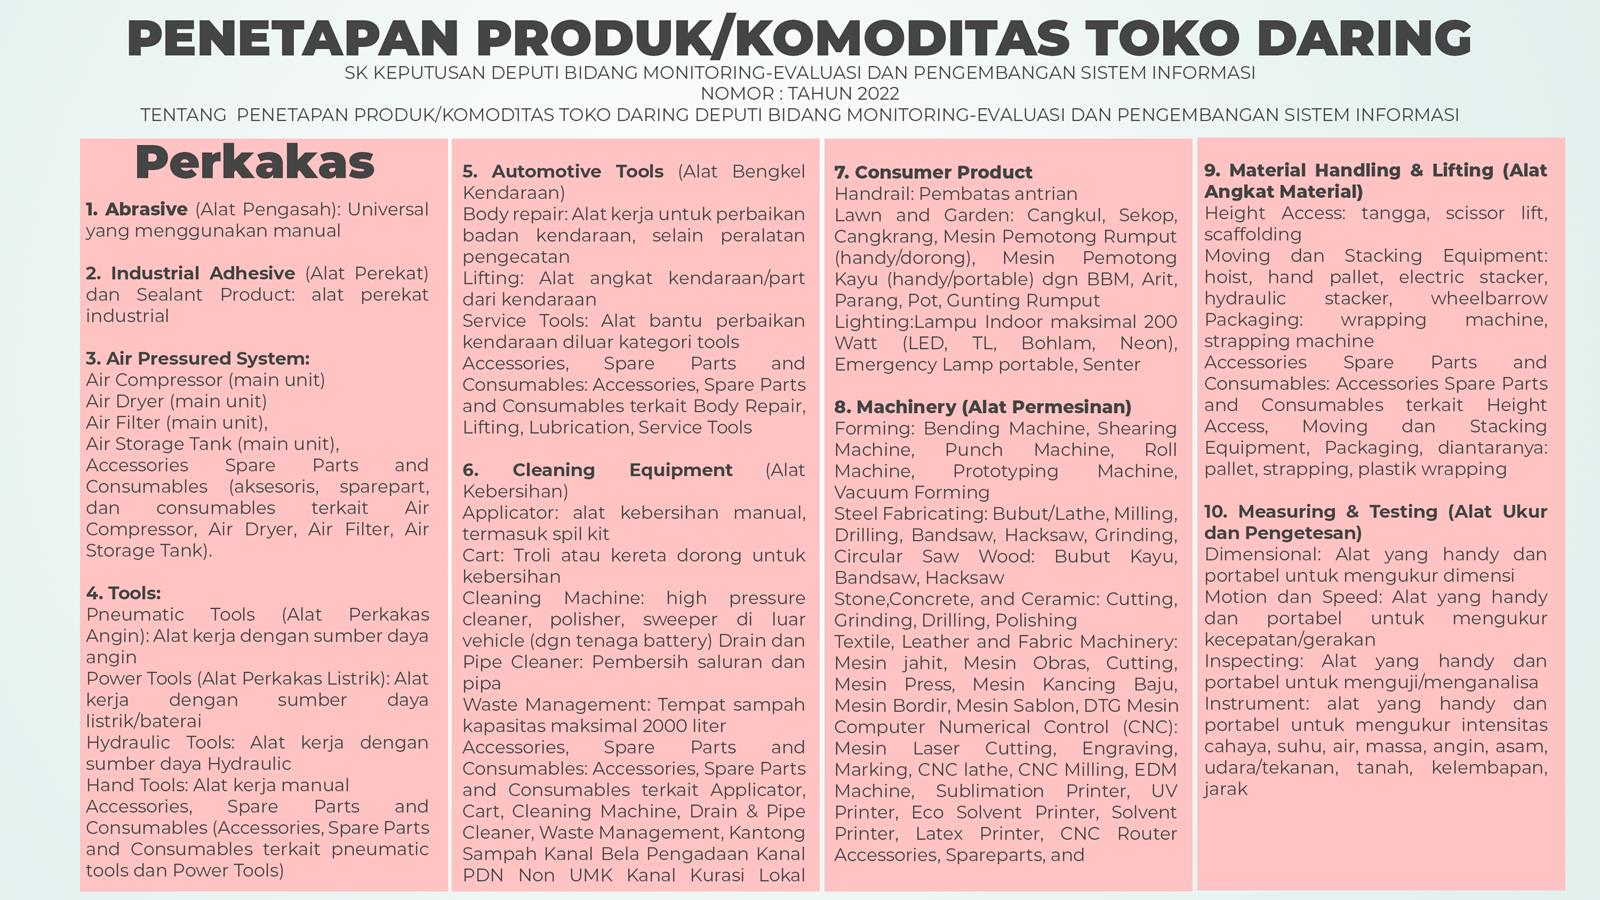 PENETAPAN PRODUK/KOMODITAS TOKO DARING
SK KEPUTUSAN DEPUTI BIDANG MONITORING-EVALUASI DAN PENGEMBANGAN SISTEM INFORMASI
NOMOR : TAHUN 2022
TENTANG PENETAPAN PRODUK/KOMODITAS TOKO DARING DEPUTI BIDANG MONITORING-EVALUASI DAN PENGEMBANGAN SISTEM INFORMASI
Perkakas
1. Abrasive (Alat Pengasah): Universal
yang menggunakan manual
2. Industrial Adhesive (Alat Perekat)
dan Sealant Product: alat perekat
industrial
3. Air Pressured System:
Air Compressor (main unit)
Air Dryer (main unit)
Air Filter (main unit),
Air Storage Tank (main unit),
Accessories Spare Parts and
Consumables (aksesoris, sparepart,
dan consumables terkait Air
Compressor, Air Dryer, Air Filter, Air
Storage Tank).
4. Tools:
Pneumatic Tools (Alat Perkakas
Angin): Alat kerja dengan sumber daya
angin
Power Tools (Alat Perkakas Listrik): Alat
kerja dengan sumber daya
listrik/baterai
Hydraulic Tools: Alat kerja dengan
sumber daya Hydraulic
Hand Tools: Alat kerja manual
Accessories, Spare Parts and
Consumables (Accessories, Spare Parts
and Consumables terkait pneumatic
tools dan Power Tools)
5. Automotive Tools (Alat Bengkel
Kendaraan)
Body repair: Alat kerja untuk perbaikan
badan kendaraan, selain peralatan
pengecatan
Lifting: Alat angkat kendaraan/part
dari kendaraan
Service Tools: Alat bantu perbaikan
kendaraan diluar kategori tools
Accessories, Spare Parts and
Consumables: Accessories, Spare Parts
and Consumables terkait Body Repair,
Lifting, Lubrication, Service Tools
6. Cleaning Equipment (Alat
Kebersihan)
Applicator: alat kebersihan manual,
termasuk spil kit
Cart: Troli atau kereta dorong untuk
kebersihan
Cleaning Machine: high pressure
cleaner, polisher, sweeper di luar
vehicle (dgn tenaga battery) Drain dan
Pipe Cleaner: Pembersih saluran dan
pipa
Waste Management: Tempat sampah
kapasitas maksimal 2000 liter
Accessories, Spare Parts and
Consumables: Accessories, Spare Parts
and Consumables terkait Applicator,
Cart, Cleaning Machine, Drain & Pipe
Cleaner, Waste Management, Kantong
Sampah Kanal Bela Pengadaan Kanal
PDN Non UMK Kanal Kurasi Lokal
7. Consumer Product
Handrail: Pembatas antrian
Lawn and Garden: Cangkul, Sekop,
Cangkrang, Mesin Pemotong Rumput
(handy/dorong), Mesin Pemotong
Kayu (handy/portable) dgn BBM, Arit,
Parang, Pot, Gunting Rumput
Lighting:Lampu Indoor maksimal 200
Watt (LED, TL, Bohlam, Neon),
Emergency Lamp portable, Senter
8. Machinery (Alat Permesinan)
Forming: Bending Machine, Shearing
Machine, Punch Machine, Roll
Machine, Prototyping Machine,
Vacuum Forming
Steel Fabricating: Bubut/Lathe, Milling,
Drilling, Bandsaw, Hacksaw, Grinding,
Circular Saw Wood: Bubut Kayu,
Bandsaw, Hacksaw
Stone,Concrete, and Ceramic: Cutting,
Grinding, Drilling, Polishing
Textile, Leather and Fabric Machinery:
Mesin jahit, Mesin Obras, Cutting,
Mesin Press, Mesin Kancing Baju,
Mesin Bordir, Mesin Sablon, DTG Mesin
Computer Numerical Control (CNC):
Mesin Laser Cutting, Engraving,
Marking, CNC lathe, CNC Milling, EDM
Machine, Sublimation Printer, UV
Printer, Eco Solvent Printer, Solvent
Printer, Latex Printer, CNC Router
Accessories, Spareparts, and
9. Material Handling & Lifting (Alat
Angkat Material)
Height Access: tangga, scissor lift,
scaffolding
Moving dan Stacking Equipment:
hoist, hand pallet, electric stacker,
hydraulic stacker, wheelbarrow
Packaging: wrapping machine,
strapping machine
Accessories Spare Parts and
Consumables: Accessories Spare Parts
and Consumables terkait Height
Access, Moving dan Stacking
Equipment, Packaging, diantaranya:
pallet, strapping, plastik wrapping
10. Measuring & Testing (Alat Ukur
dan Pengetesan)
Dimensional: Alat yang handy dan
portabel untuk mengukur dimensi
Motion dan Speed: Alat yang handy
dan portabel untuk mengukur
kecepatan/gerakan
Inspecting: Alat yang handy dan
portabel untuk menguji/menganalisa
Instrument: alat yang handy dan
portabel untuk mengukur intensitas
cahaya, suhu, air, massa, angin, asam,
udara/tekanan, tanah, kelembapan,
jarak